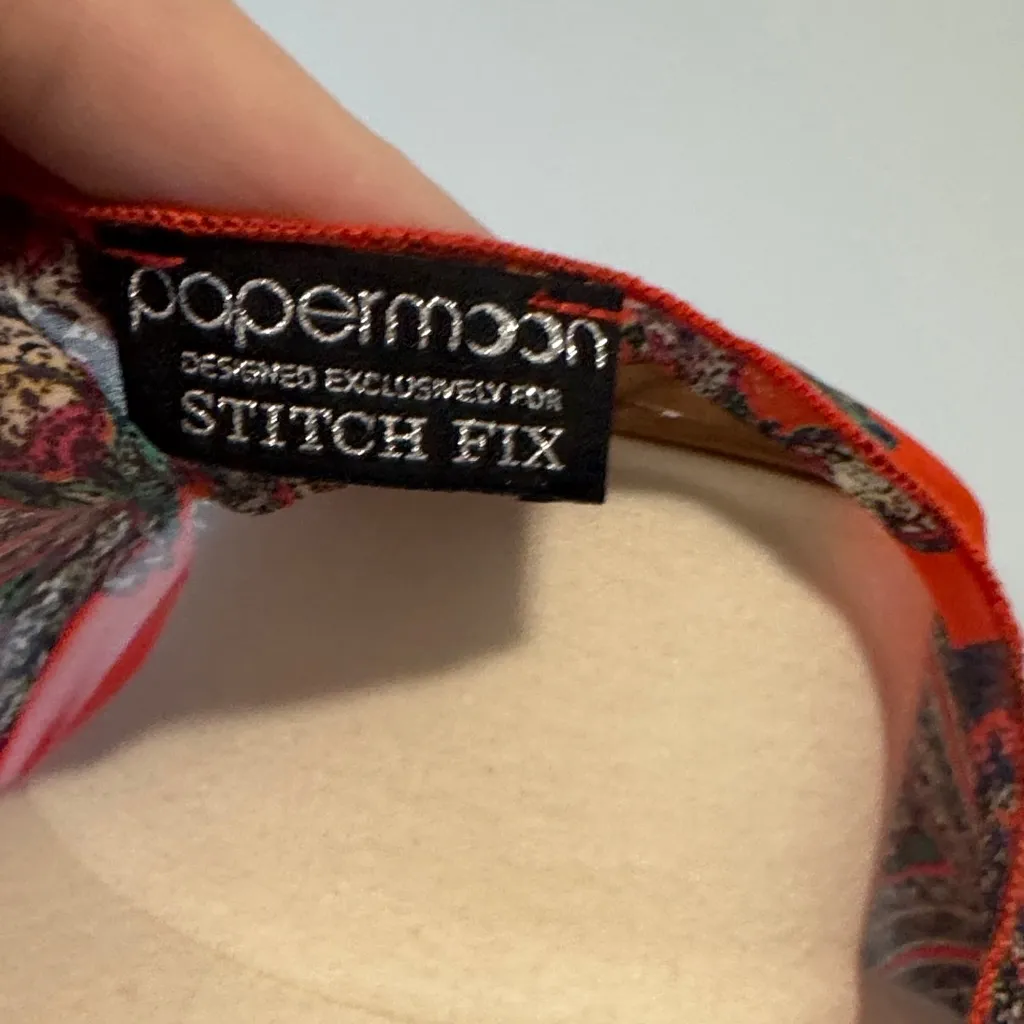 papermoon
DESIGNED EXCLUSIVELY FOR
STITCH FIX